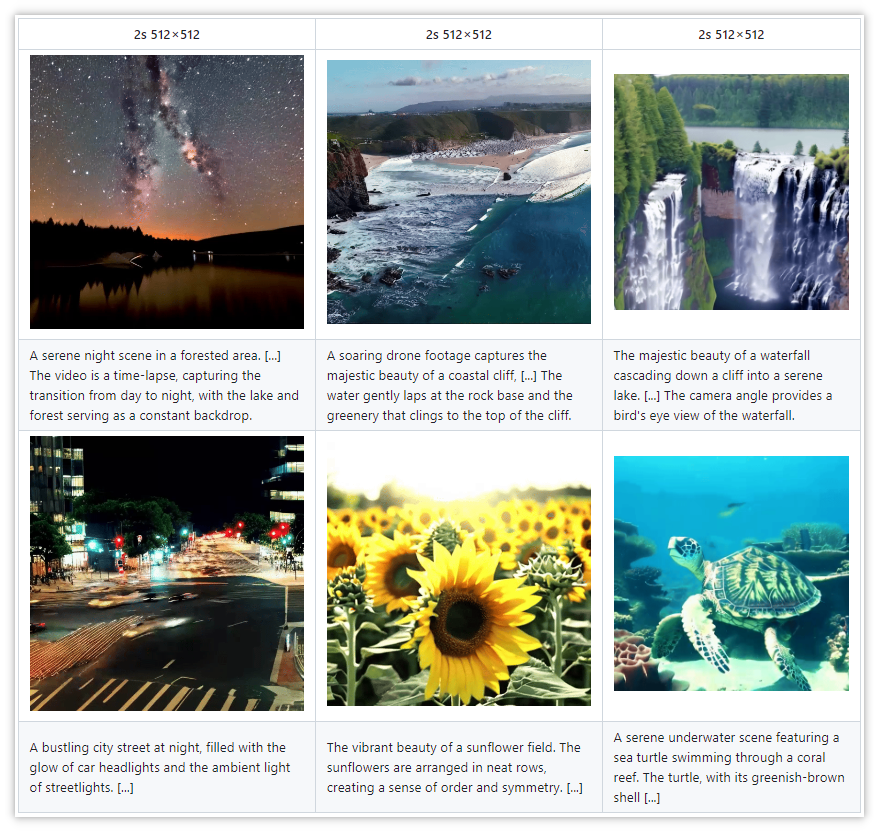 2s 512×512
2s 512×512
2s 512×512
A serene night scene in a forested area. [...]
The video is a time-lapse, capturing the
transition from day to night, with the lake and
forest serving as a constant backdrop.
A soaring drone footage captures the
majestic beauty of a coastal cliff, [...] The
water gently laps at the rock base and the
greenery that clings to the top of the cliff.
The majestic beauty of a waterfall
cascading down a cliff into a serene
lake. [...] The camera angle provides a
bird's eye view of the waterfall.
A bustling city street at night, filled with the
glow of car headlights and the ambient light
of streetlights. [...]
The vibrant beauty of a sunflower field. The
sunflowers are arranged in neat rows,
creating a sense of order and symmetry. [...]
A serene underwater scene featuring a
sea turtle swimming through a coral
reef. The turtle, with its greenish-brown
shell [...]